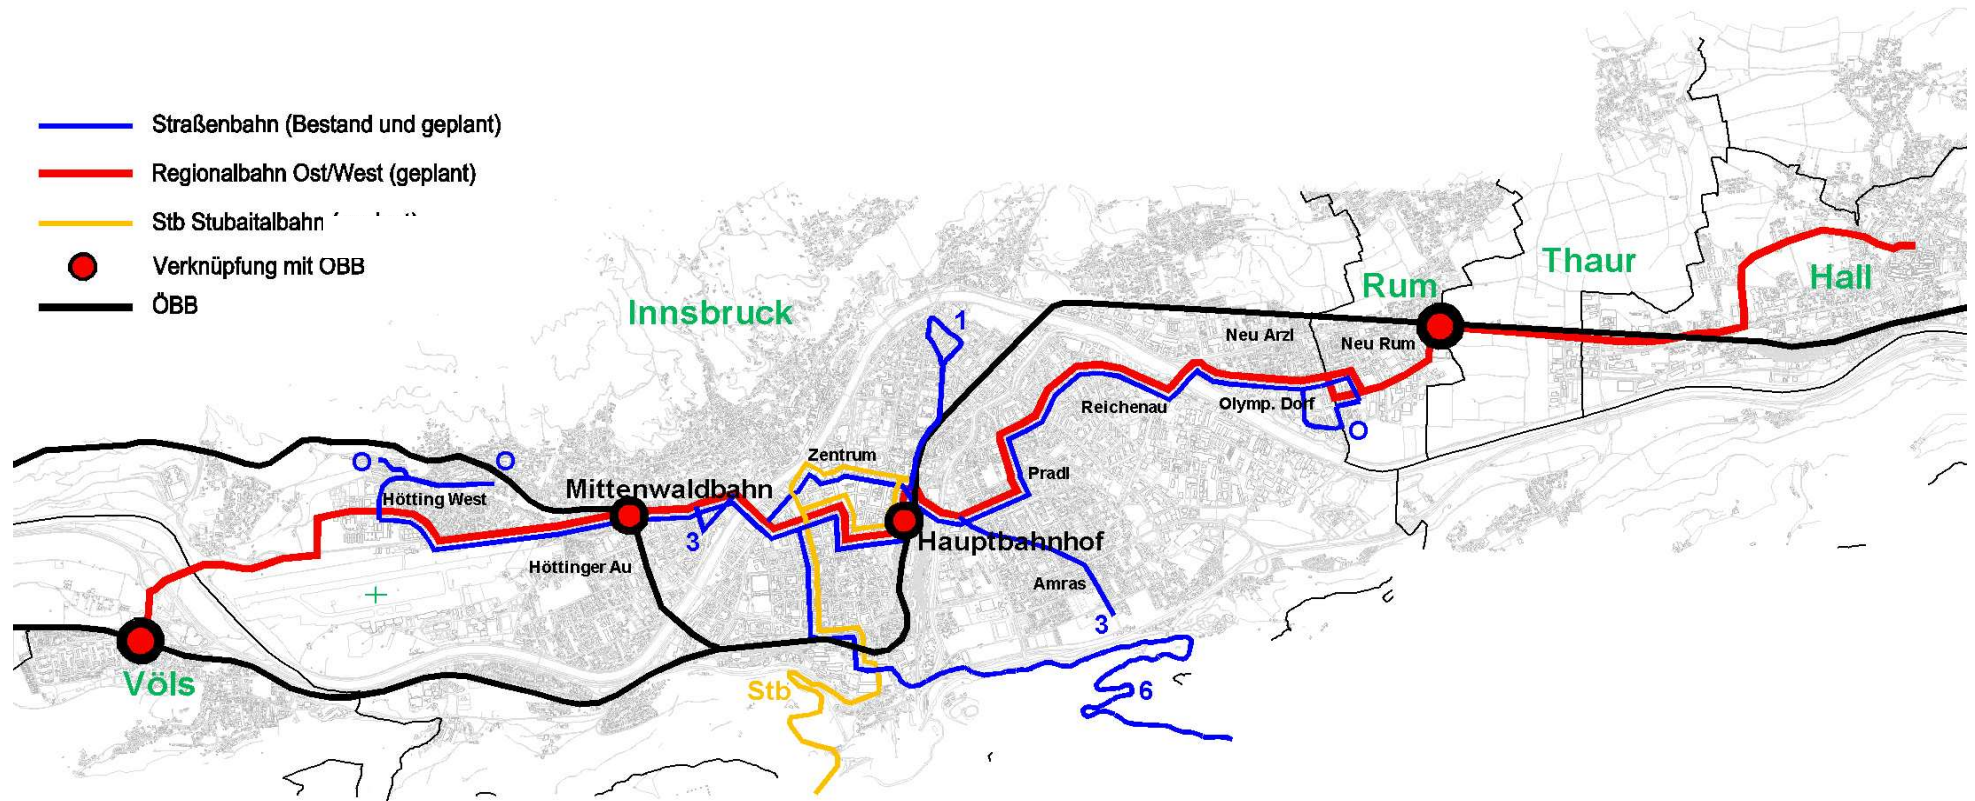 Straßenbahn (Bestand und geplant)
Regionalbahn Ost/West (geplant)
Stb Stubaitalbahn
Verknüpfung mit ÖBB
ÖBB
Innsbruck
1
Neu Arzl
Rum
Neu Rum
Thaur
Hall
O
O
Hötting West
Mittenwaldbahn
Zentrum
Reichenau
Olymp. Dorf
O
Pradl
3
Hauptbahnhof
Höttinger Au
Amras
3
Völs
Stb
6